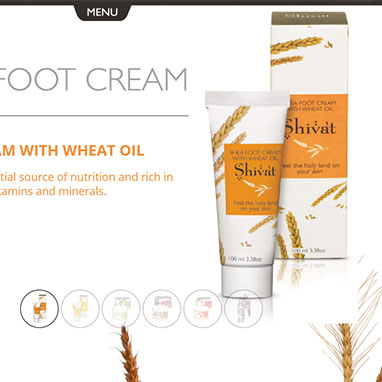 MENU
FOOT CREAM
AM WITH WHEAT OIL
tial source of nutrition and rich in
tamins and minerals.
SHEA FOOT CREAM
WITH WHEAT OIL
Shivat
Feel the holy land on
your skin
100 ml 3.38oz
SHEA FOOT CREAM
WITH WHEAT OIL
Shivat
Feel the holy land
on your skin
100 ml 3.38oz